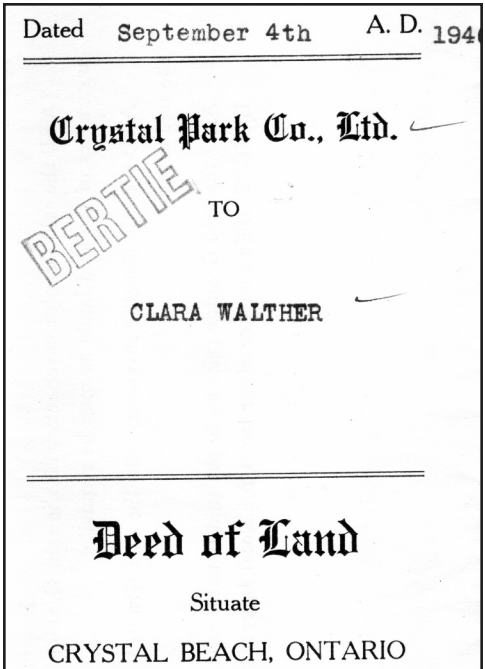 Dated September 4th A. D. 194
Crystal Park Co., Ltd.
BERTIE
TO
CLARA WALTHER
Deed of Land
Situate
CRYSTAL BEACH, ONTARIO